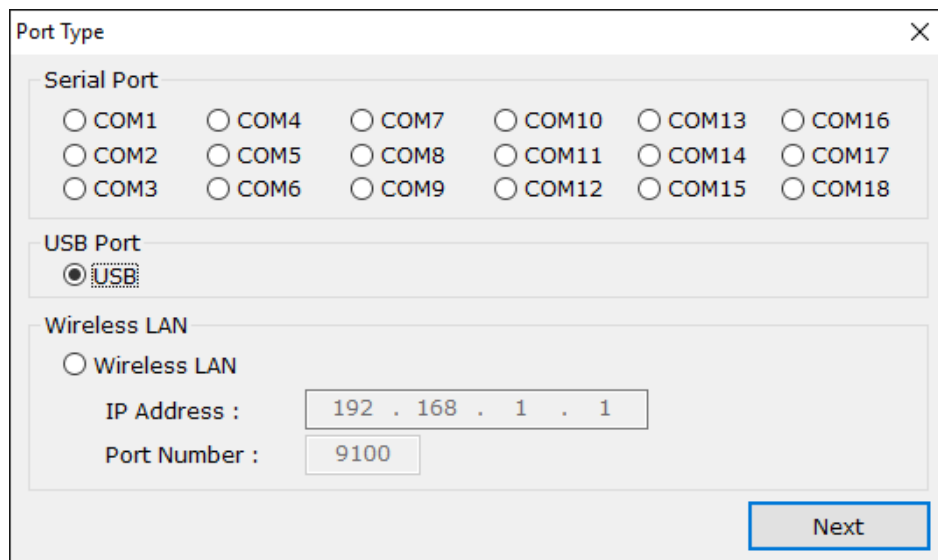 Port Type
Serial Port
COM1 COM4 COM7 COM10 COM13 COM16
COM2 COM5 COM8 COM11 COM14 COM17
COM3 COM6 COM9 COM12 COM15 COM18
USB Port
USB
Wireless LAN
Wireless LAN
IP Address : 192 . 168 . 1 . 1
Port Number : 9100
Next